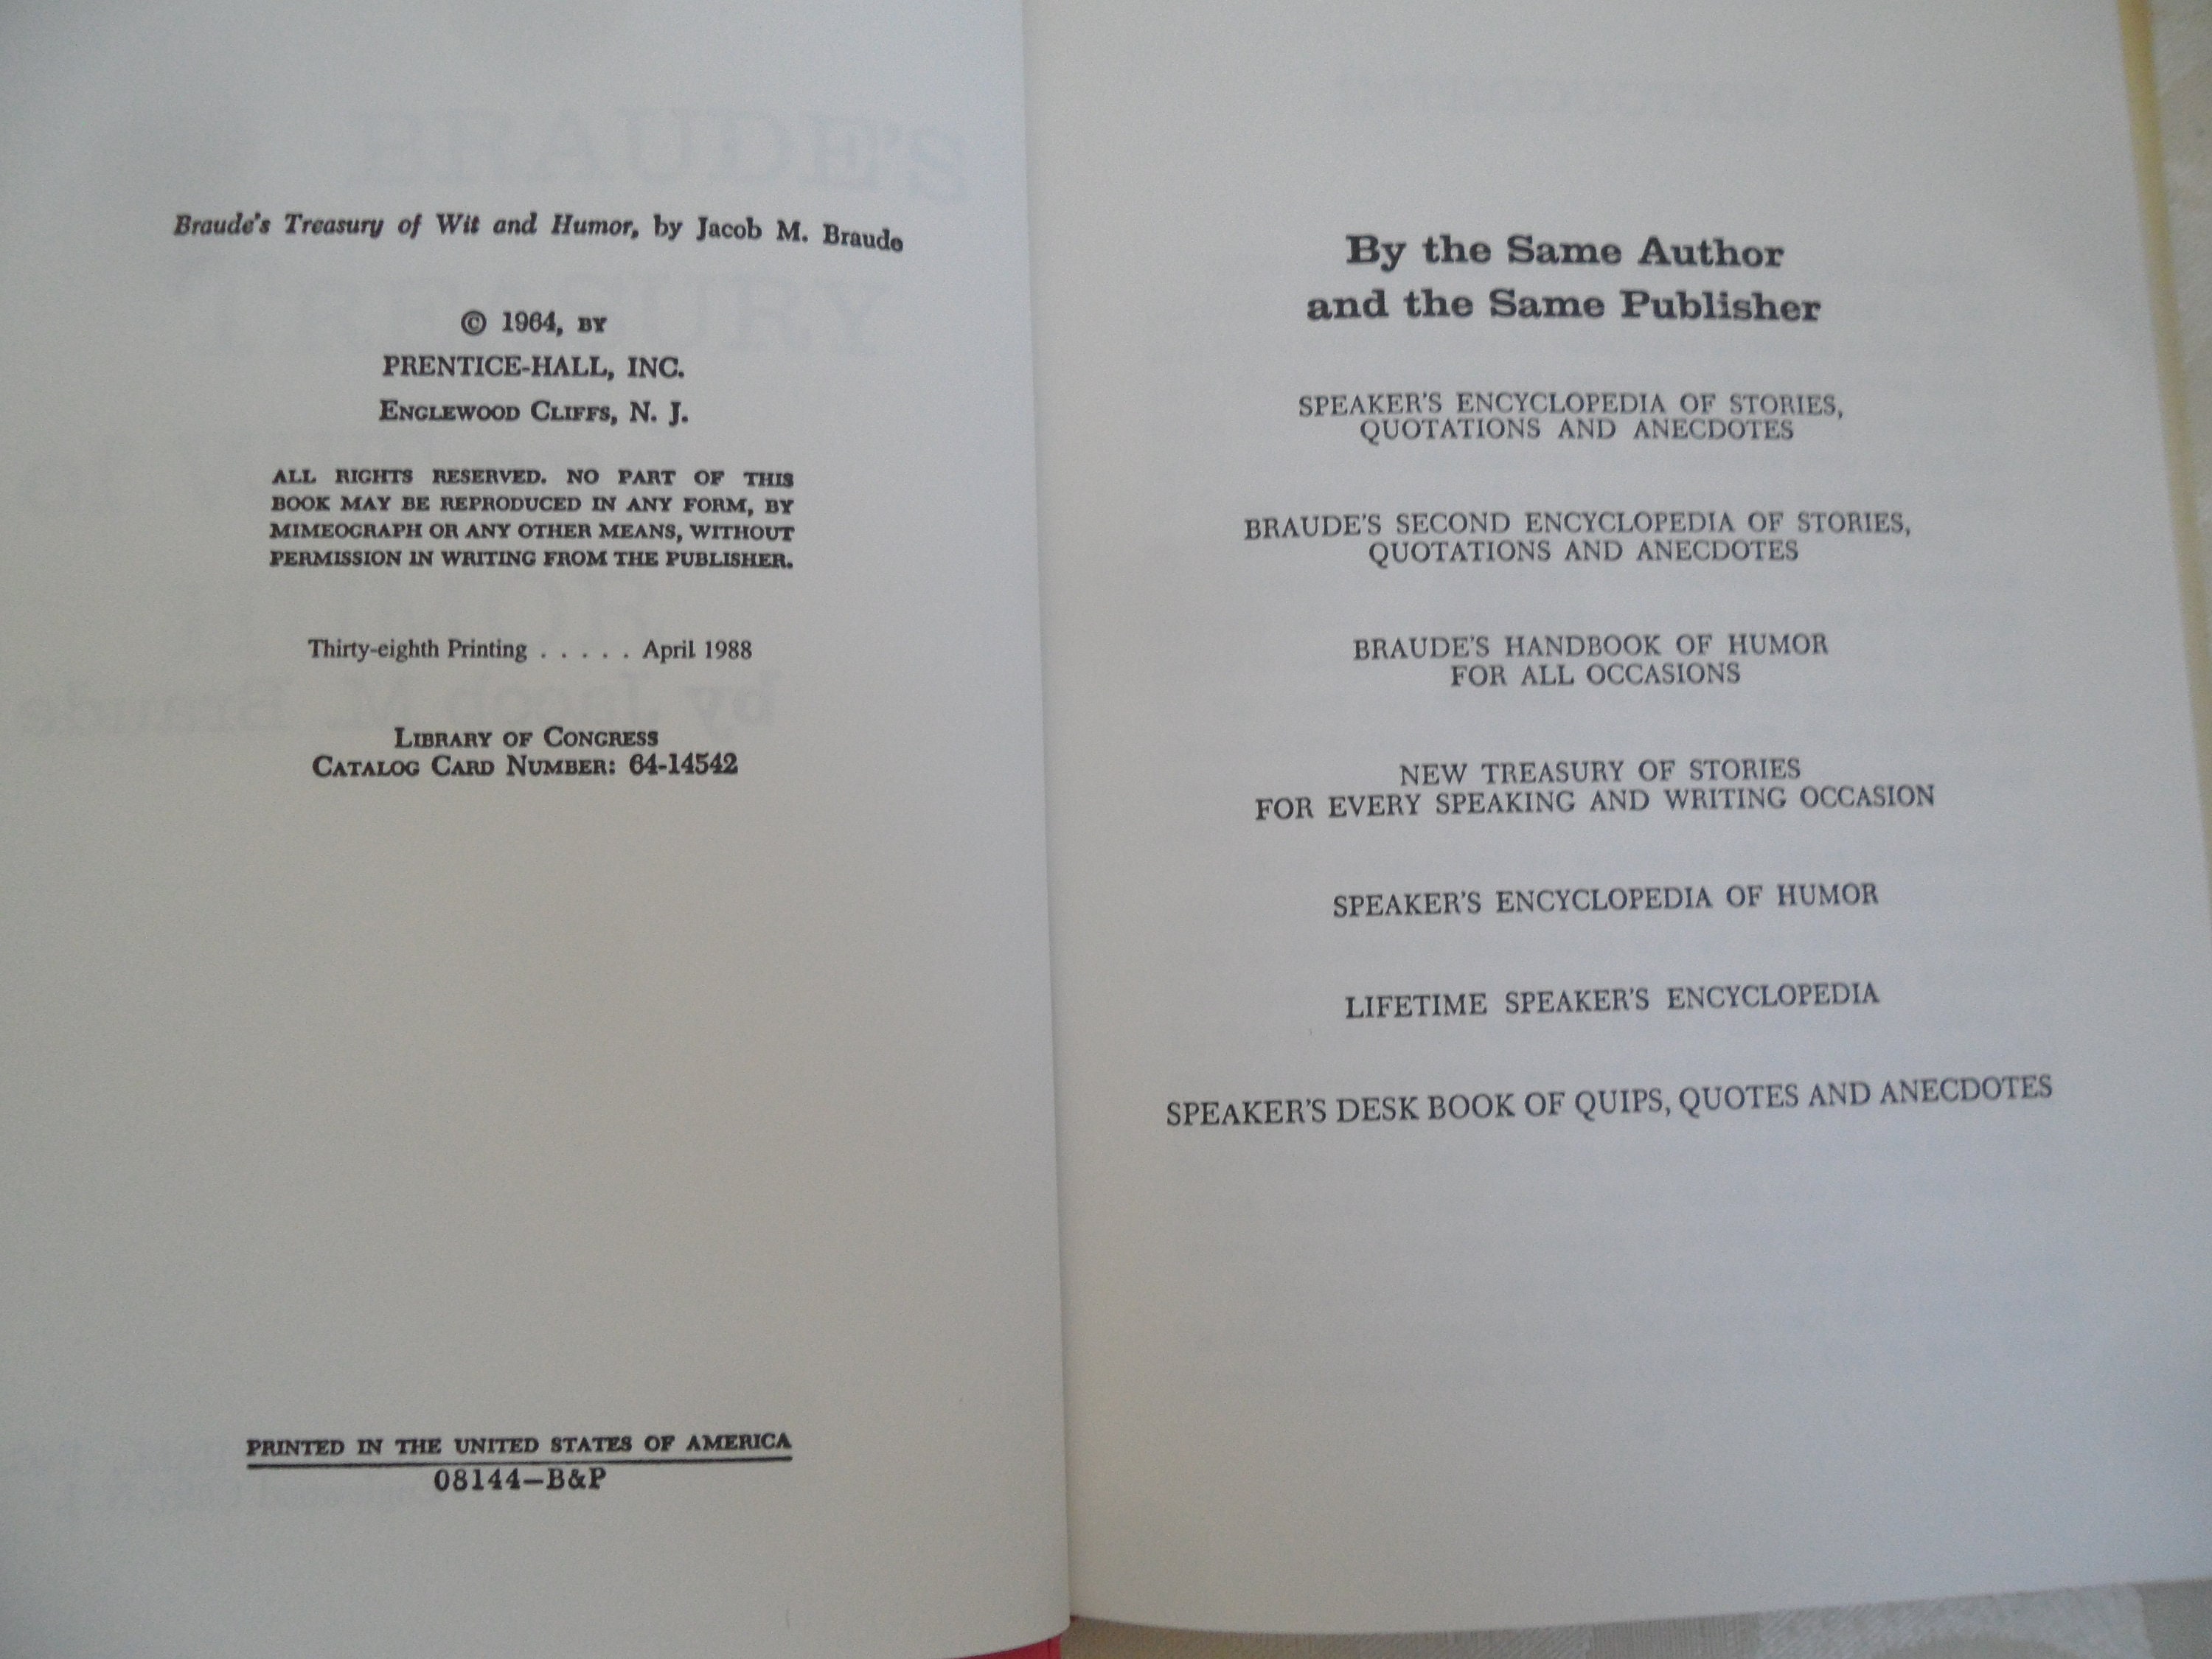 Braude's Treasury of Wit and Humor, by Jacob M. Braude
© 1964, BY
PRENTICE-HALL, INC.
ENGLEWOOD CLIFFS, N. J.
ALL RIGHTS RESERVED. NO PART OF THIS
BOOK MAY BE REPRODUCED IN ANY FORM, BY
MIMEOGRAPH OR ANY OTHER MEANS, WITHOUT
PERMISSION IN WRITING FROM THE PUBLISHER.
Thirty-eighth Printing . . . . . April 1988
LIBRARY OF CONGRESS
CATALOG CARD NUMBER: 64-14542
PRINTED IN THE UNITED STATES OF AMERICA
08144—B&P
By the Same Author
and the Same Publisher
SPEAKER'S ENCYCLOPEDIA OF STORIES,
QUOTATIONS AND ANECDOTES
BRAUDE'S SECOND ENCYCLOPEDIA OF STORIES,
QUOTATIONS AND ANECDOTES
BRAUDE'S HANDBOOK OF HUMOR
FOR ALL OCCASIONS
NEW TREASURY OF STORIES
FOR EVERY SPEAKING AND WRITING OCCASION
SPEAKER'S ENCYCLOPEDIA OF HUMOR
LIFETIME SPEAKER'S ENCYCLOPEDIA
SPEAKER'S DESK BOOK OF QUIPS, QUOTES AND ANECDOTES